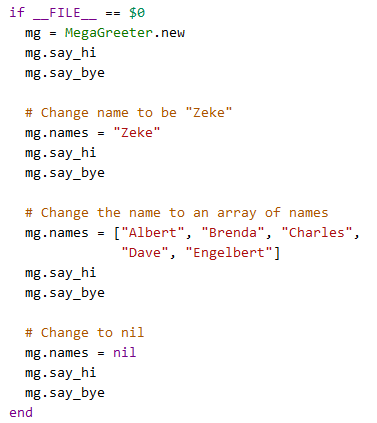 if __FILE__ == $0
  mg = MegaGreeter.new
  mg.say_hi
  mg.say_bye

  # Change name to be "Zeke"
  mg.names = "Zeke"
  mg.say_hi
  mg.say_bye

  # Change the name to an array of names
  mg.names = ["Albert", "Brenda", "Charles",
              "Dave", "Engelbert"]
  mg.say_hi
  mg.say_bye

  # Change to nil
  mg.names = nil
  mg.say_hi
  mg.say_bye
end